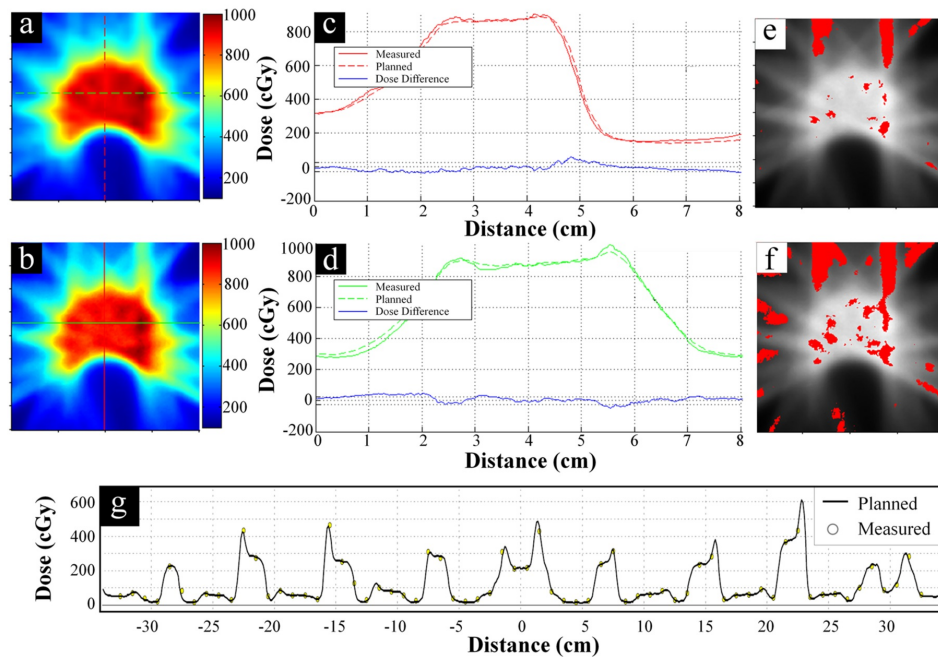 a
1000
800
600
400
200
c
Dose (cGy)
800
600
400
200
0
-200
Measured
Planned
Dose Difference
0 1 2 3 4 5 6 7 8
Distance (cm)
e
b
1000
800
600
400
200
d
Dose (cGy)
1000
800
600
400
200
0
-200
Measured
Planned
Dose Difference
0 1 2 3 4 5 6 7 8
Distance (cm)
f
g
Dose (cGy)
600
400
200
0
Planned
Measured
-30 -25 -20 -15 -10 -5 0 5 10 15 20 25 30
Distance (cm)